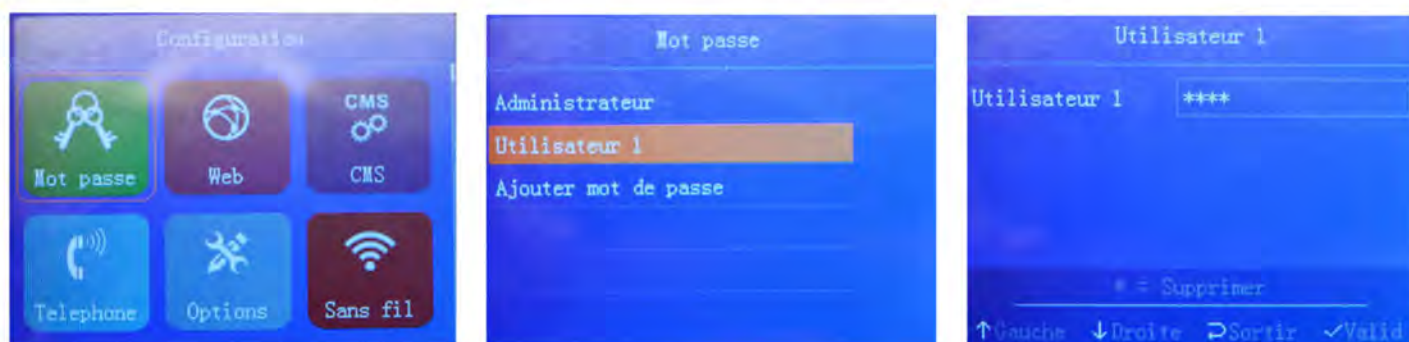 Configuration
CMS
Mot passe
Web
CMS
Telephone
Options
Sans fil
Mot passe
Administrateur
Utilisateur 1
Ajouter mot de passe
Utilisateur 1
Utilisateur 1 ****
* = Supprimer
↑Gauche ↓Droite ⊃Sortir ✓Valid